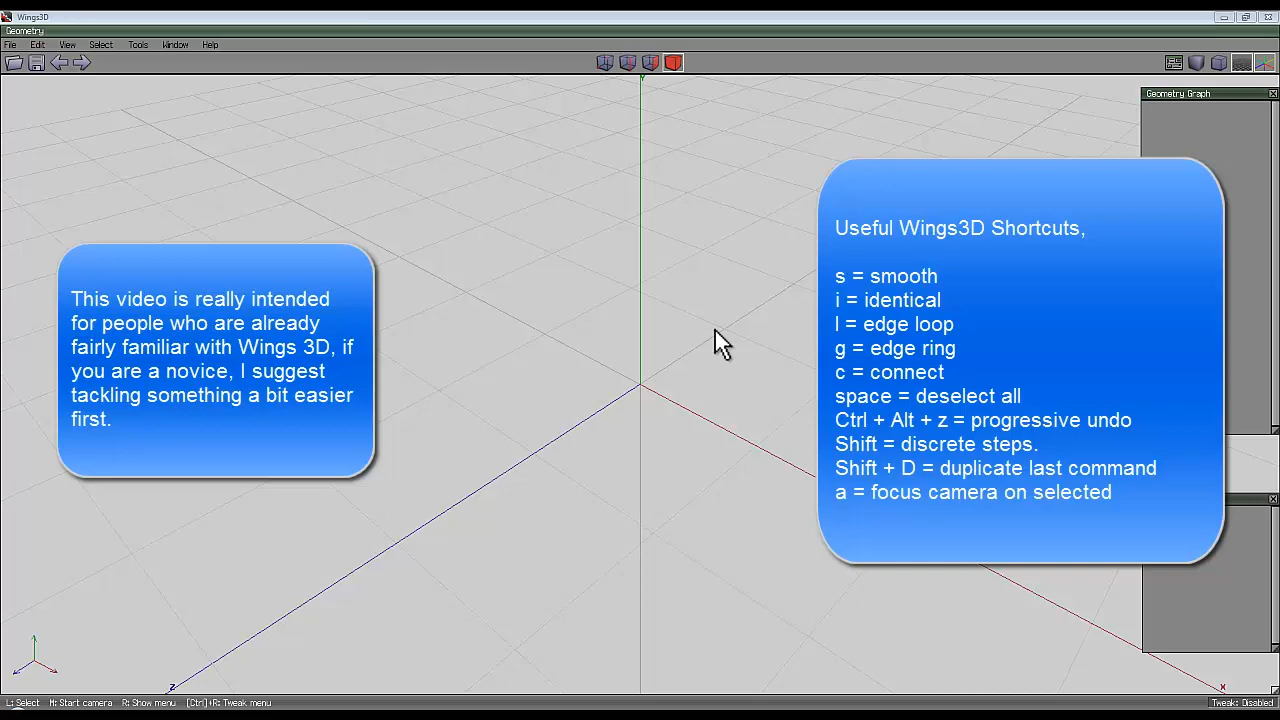 Wings3D
Geometry
File Edit View Select Tools Window Help
Geometry Graph
Y
This video is really intended
for people who are already
fairly familiar with Wings 3D, if
you are a novice, I suggest
tackling something a bit easier
first.
Useful Wings3D Shortcuts,
s = smooth
i = identical
l = edge loop
g = edge ring
c = connect
space = deselect all
Ctrl + Alt + z = progressive undo
Shift = discrete steps.
Shift + D = duplicate last command
a = focus camera on selected
Z
X
L: Select M: Start camera R: Show menu [Ctrl]+R: Tweak menu
Tweak: Disabled